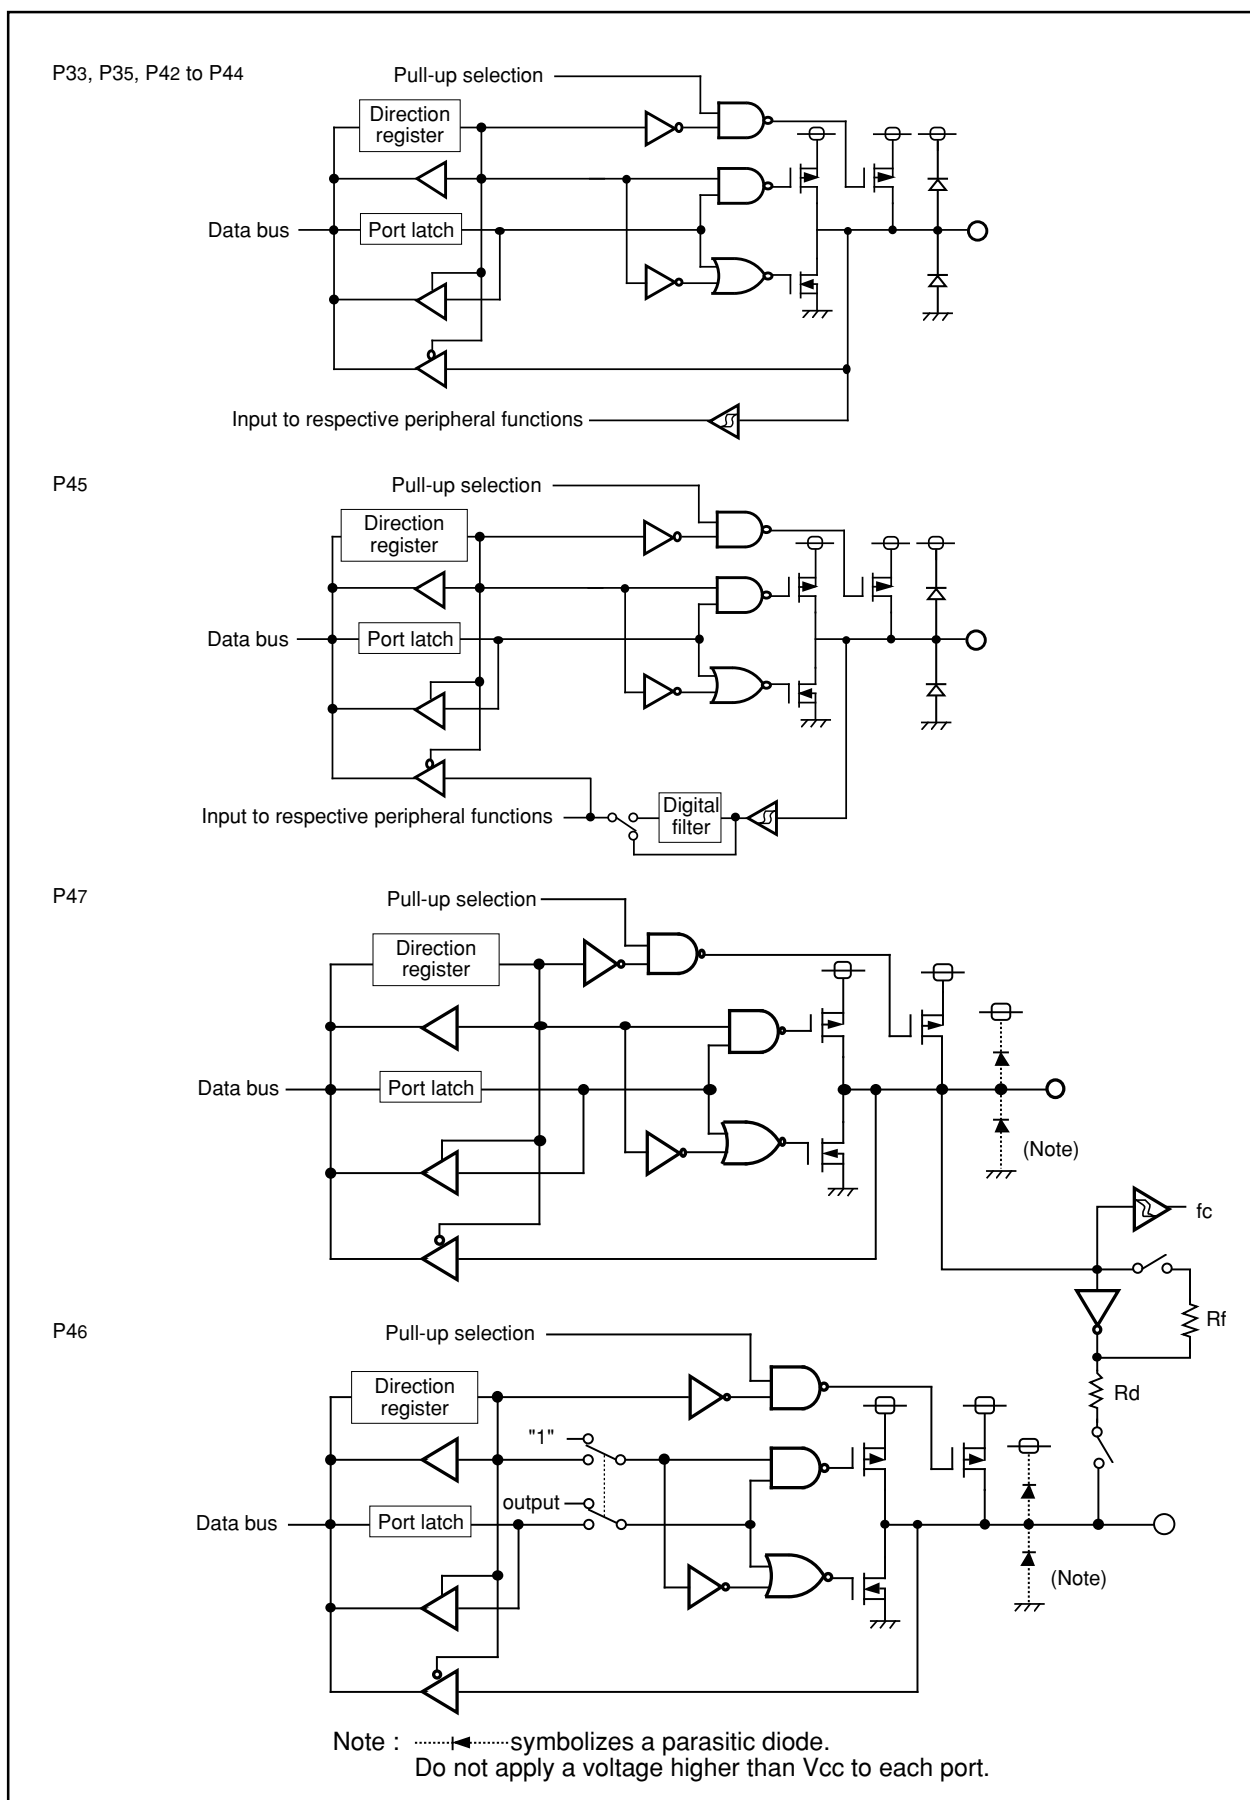 P33, P35, P42 to P44
Pull-up selection
Direction
register
Data bus
Port latch
Input to respective peripheral functions
P45
Pull-up selection
Direction
register
Data bus
Port latch
Input to respective peripheral functions
Digital
filter
P47
Pull-up selection
Direction
register
Data bus
Port latch
(Note)
fc
Rf
P46
Pull-up selection
Rd
Direction
register
"1"
output
Data bus
Port latch
(Note)
Note : symbolizes a parasitic diode.
Do not apply a voltage higher than Vcc to each port.